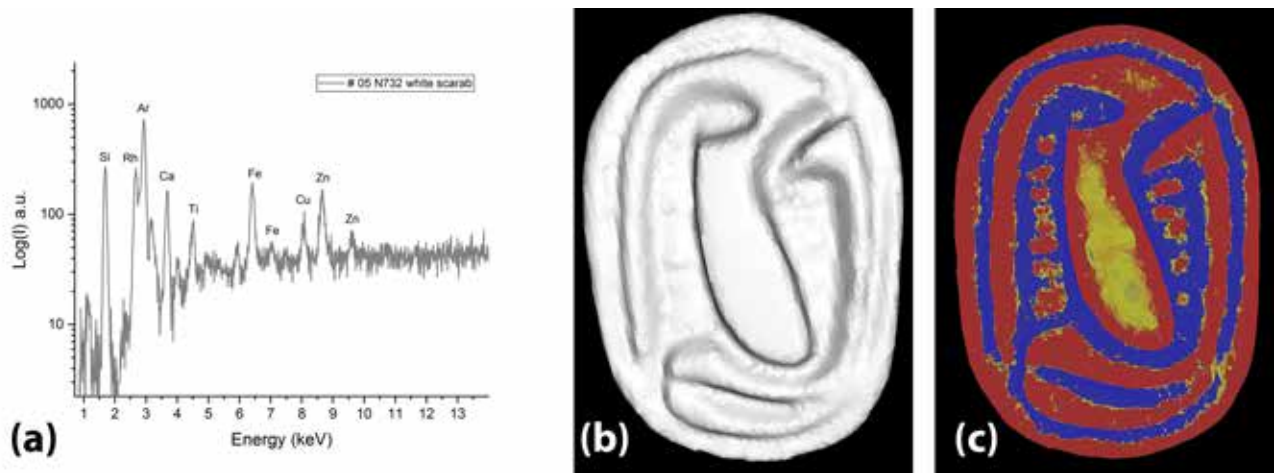 # 05 N732 white scarab
Log(I) a.u.
1000
100
10
Si
Rh
Ar
Ca
Ti
Fe
Fe
Cu
Zn
Zn
1 2 3 4 5 6 7 8 9 10 11 12 13
Energy (keV)
(a)
(b)
(c)